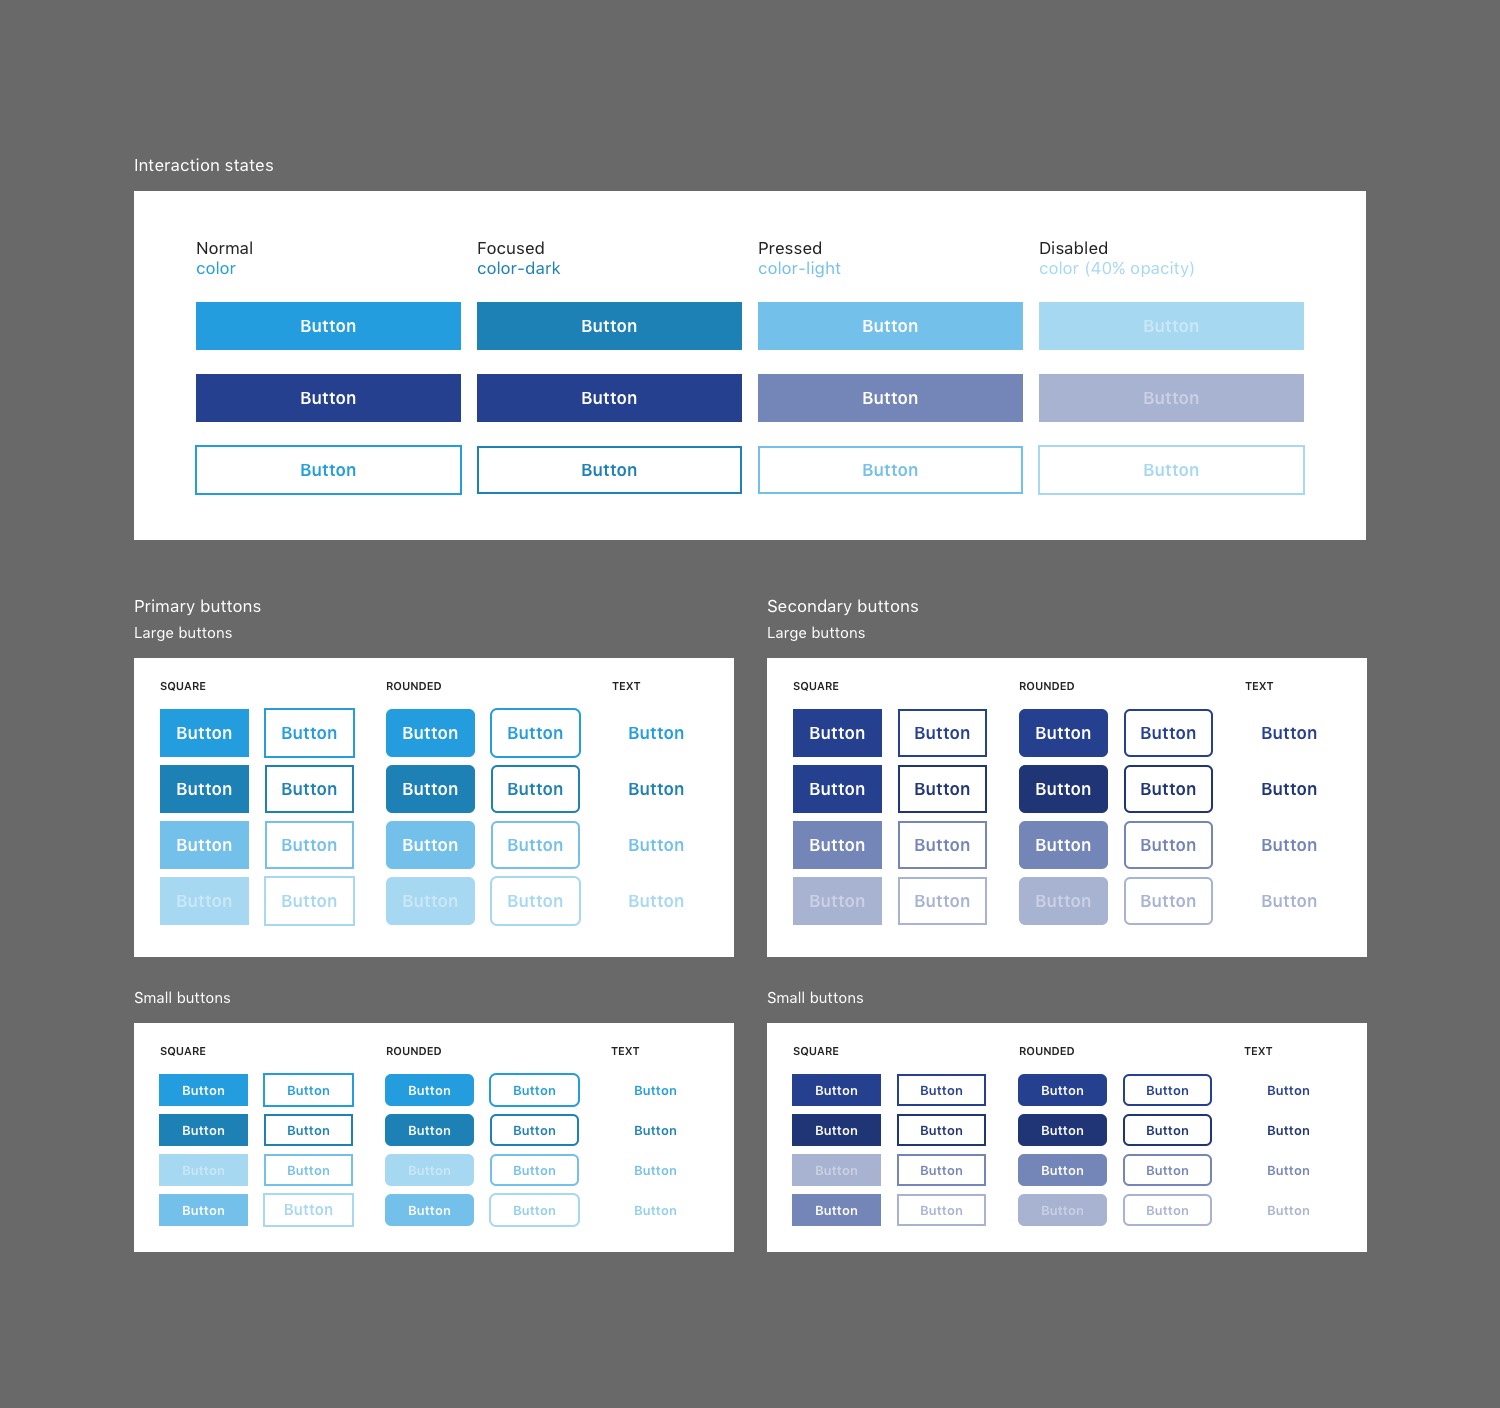 Interaction states
Normal Focused Pressed Disabled
color color-dark color-light color (40% opacity)
Button Button Button Button
Button Button Button Button
Button Button Button Button
Primary buttons
Large buttons
SQUARE ROUNDED TEXT
Button Button Button Button Button
Button Button Button Button Button
Button Button Button Button Button
Button Button Button Button Button
Secondary buttons
Large buttons
SQUARE ROUNDED TEXT
Button Button Button Button Button
Button Button Button Button Button
Button Button Button Button Button
Button Button Button Button Button
Small buttons
SQUARE ROUNDED TEXT
Button Button Button Button Button
Button Button Button Button Button
Button Button Button Button Button
Button Button Button Button Button
Small buttons
SQUARE ROUNDED TEXT
Button Button Button Button Button
Button Button Button Button Button
Button Button Button Button Button
Button Button Button Button Button